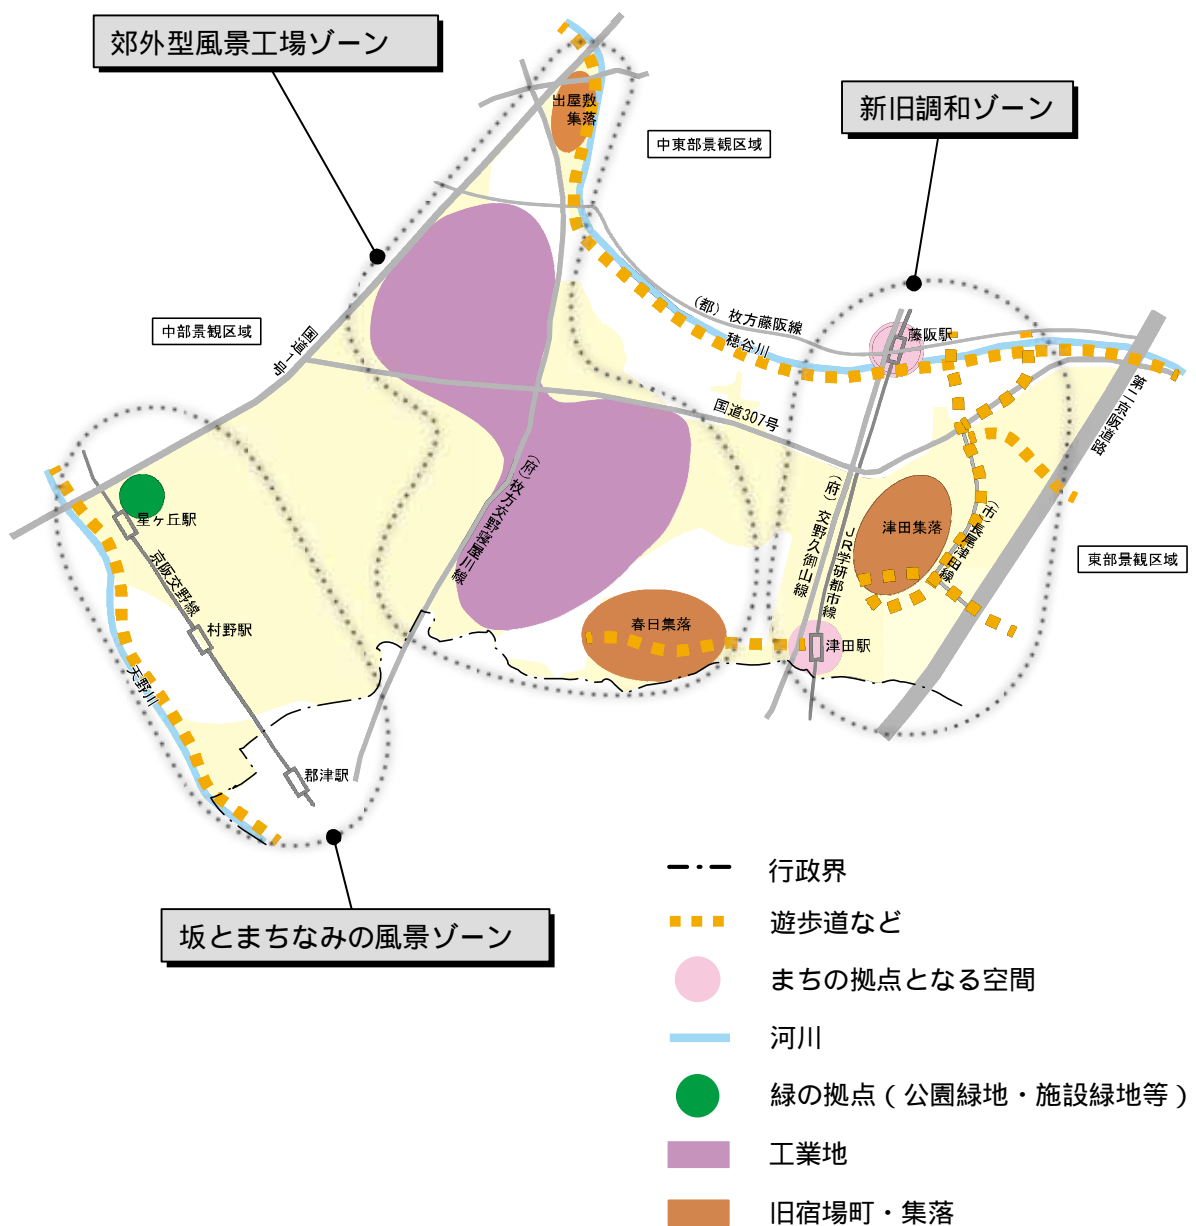 郊外型風景工場ゾーン
新旧調和ゾーン
出屋敷
集落
中東部景観区域
中部景観区域
国道1号
(都)枚方藤阪線
穂谷川
藤阪駅
第二京阪道路
国道307号
(府)枚方交野寝屋川線
(府)交野久御山線
JR学研都市線
津田集落
(市)長尾津田線
東部景観区域
星ヶ丘駅
京阪交野線
村野駅
天野川
春日集落
津田駅
郡津駅
坂とまちなみの風景ゾーン
行政界
遊歩道など
まちの拠点となる空間
河川
緑の拠点(公園緑地・施設緑地等)
工業地
旧宿場町・集落